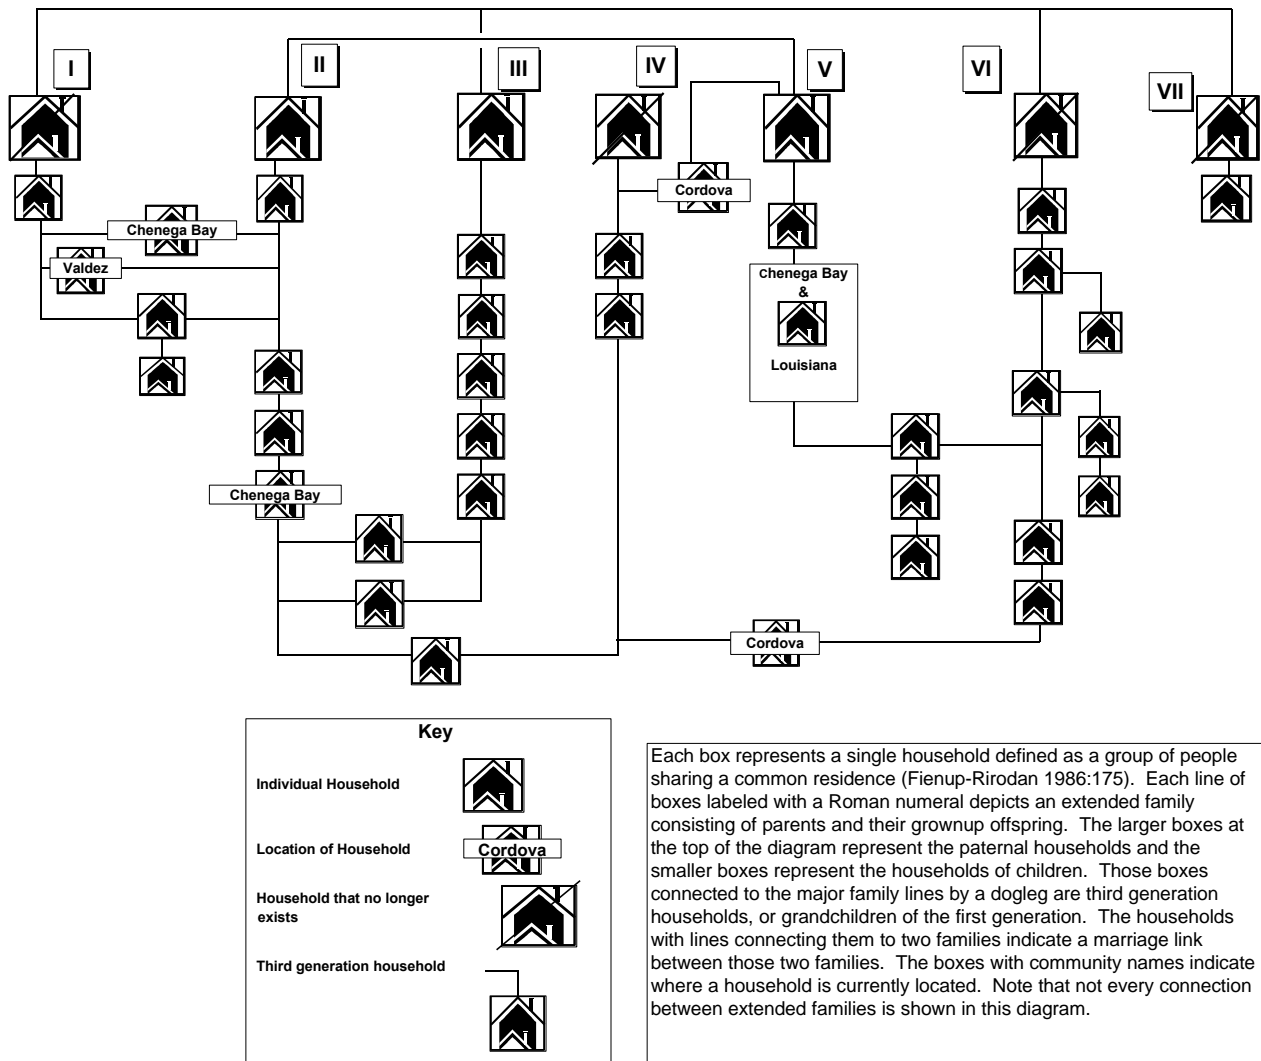 I
II
III
IV
V
VI
VII
Cordova
Chenega Bay
Valdez
Chenega Bay
&
Louisiana
Chenega Bay
Cordova
Key
Individual Household
Location of Household
Cordova
Household that no longer
exists
Third generation household
Each box represents a single household defined as a group of people
sharing a common residence (Fienup-Rirodan 1986:175).  Each line of
boxes labeled with a Roman numeral depicts an extended family
consisting of parents and their grownup offspring.  The larger boxes at
the top of the diagram represent the paternal households and the
smaller boxes represent the households of children.  Those boxes
connected to the major family lines by a dogleg are third generation
households, or grandchildren of the first generation.  The households
with lines connecting them to two families indicate a marriage link
between those two families.  The boxes with community names indicate
where a household is currently located.  Note that not every connection
between extended families is shown in this diagram.